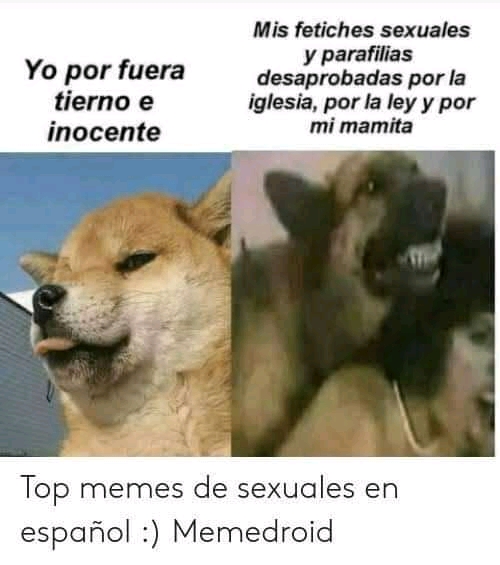 Yo por fuera
tierno e
inocente
Mis fetiches sexuales
y parafilias
desaprobadas por la
iglesia, por la ley y por
mi mamita
Top memes de sexuales en
español :) Memedroid